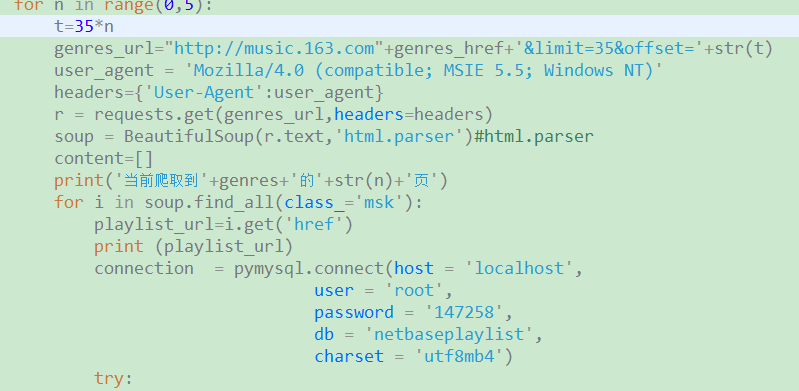 for n in range(0,5):
t=35*n
genres_url="http://music.163.com"+genres_href+'&limit=35&offset='+str(t)
user_agent = 'Mozilla/4.0 (compatible; MSIE 5.5; Windows NT)'
headers={'User-Agent':user_agent}
r = requests.get(genres_url,headers=headers)
soup = BeautifulSoup(r.text,'html.parser')#html.parser
content=[]
print('当前爬取到'+genres+'的'+str(n)+'页')
for i in soup.find_all(class_='msk'):
playlist_url=i.get('href')
print (playlist_url)
connection  = pymysql.connect(host = 'localhost',
user = 'root',
password = '147258',
db = 'netbaseplaylist',
charset = 'utf8mb4')
try: